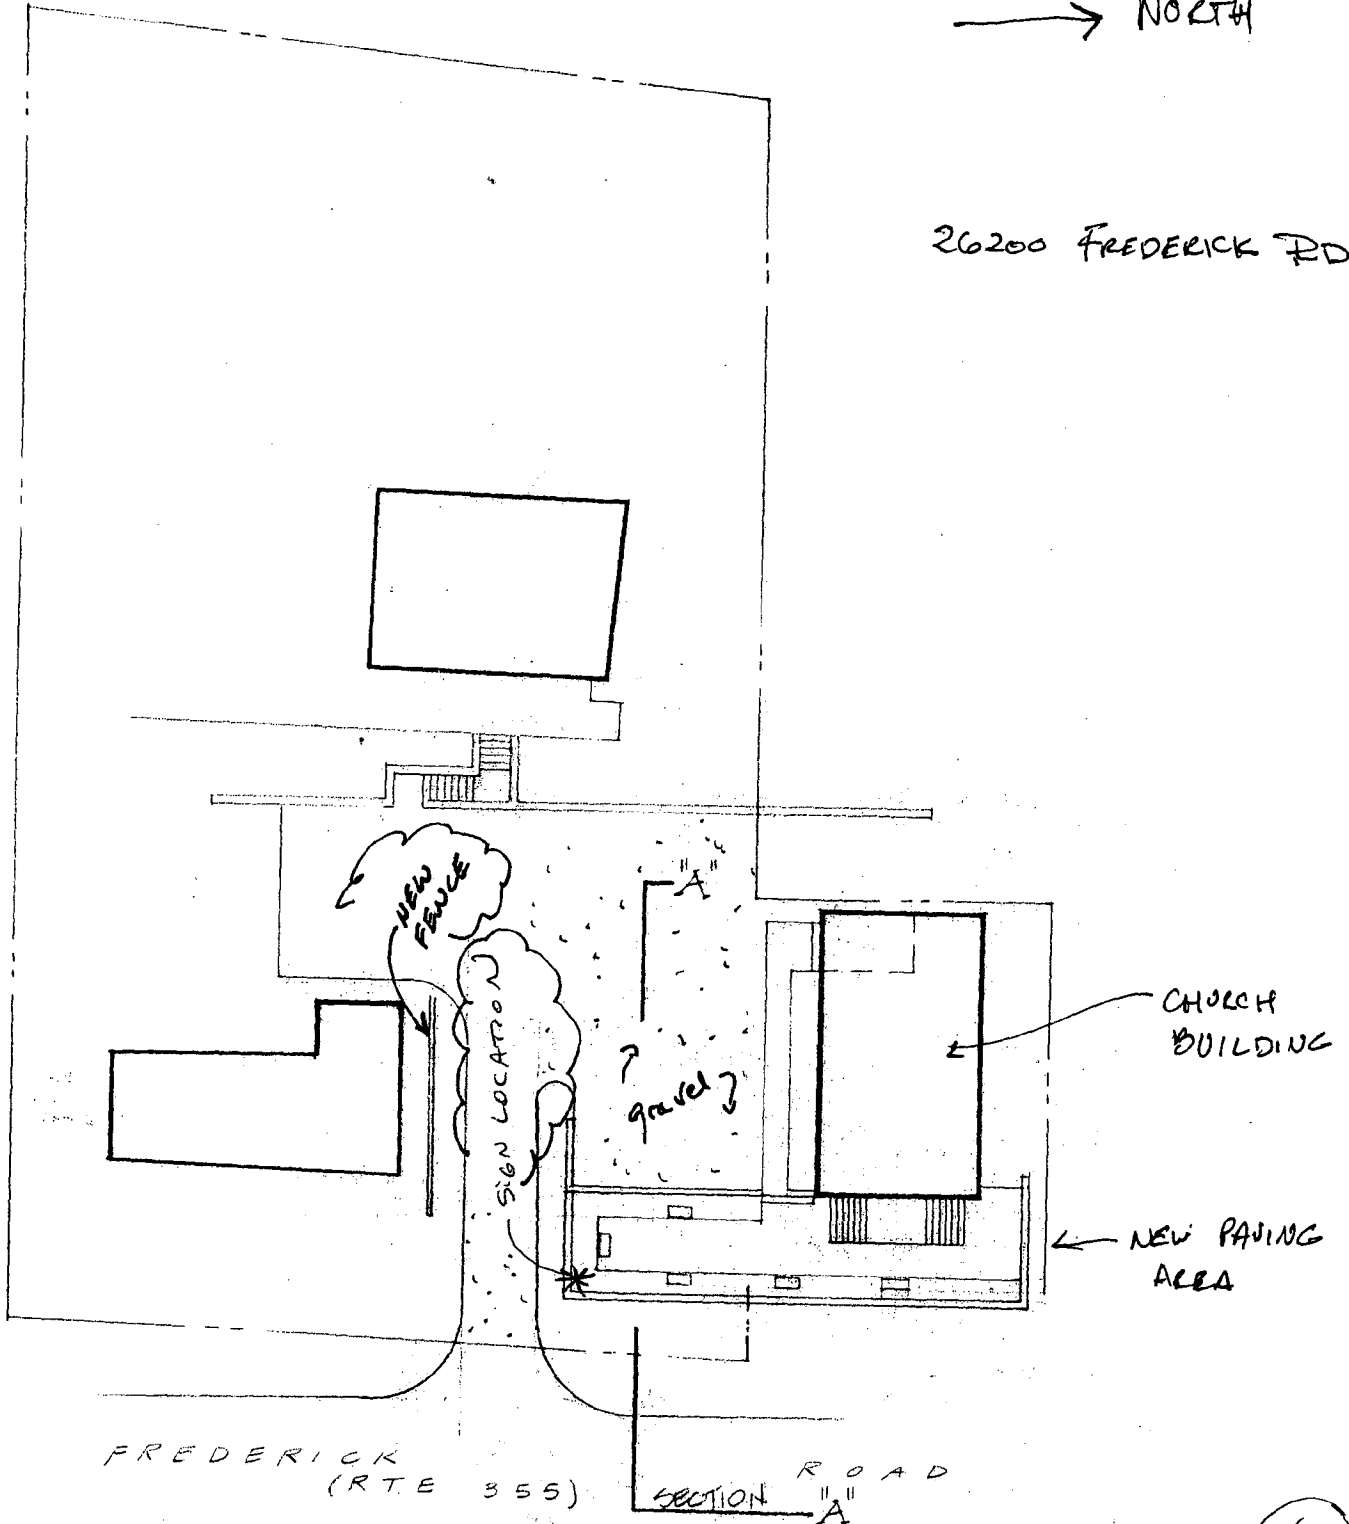 NORTH
26200 FREDERICK RD
NEW
FENCE
"A"
SIGN LOCATION
gravel
CHURCH
BUILDING
NEW PAVING
AREA
FREDERICK ROAD
(RTE 355)
SECTION "A"